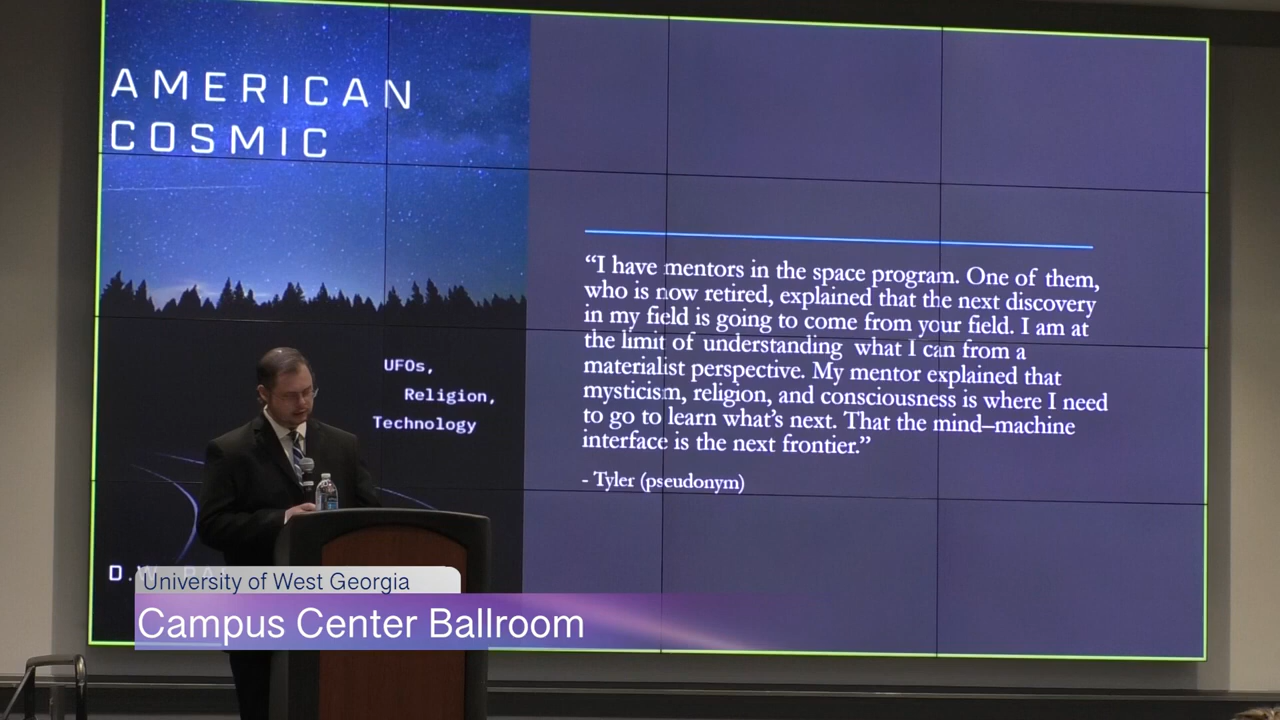 AMERICAN
COSMIC
UFOs,
Religion,
Technology
D.W.
“I have mentors in the space program. One of them,
who is now retired, explained that the next discovery
in my field is going to come from your field. I am at
the limit of understanding what I can from a
materialist perspective. My mentor explained that
mysticism, religion, and consciousness is where I need
to go to learn what’s next. That the mind–machine
interface is the next frontier.”
- Tyler (pseudonym)
University of West Georgia
Campus Center Ballroom